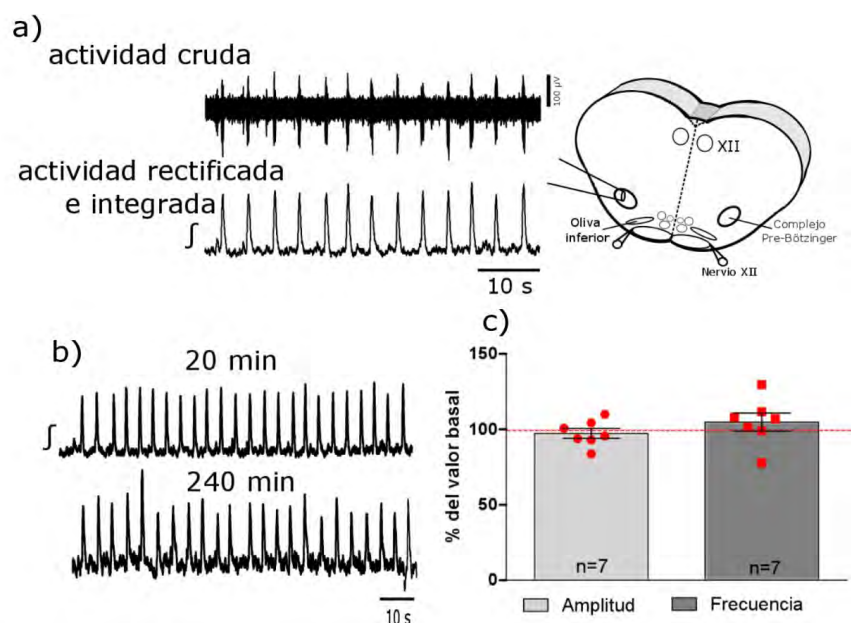 a)
actividad cruda
100 µV
actividad rectificada
e integrada
∫
10 s
XII
Oliva
inferior
Complejo
Pre-Bötzinger
Nervio XII
b)
20 min
∫
240 min
10 s
c)
% del valor basal
150
100
50
0
n=7
n=7
Amplitud
Frecuencia